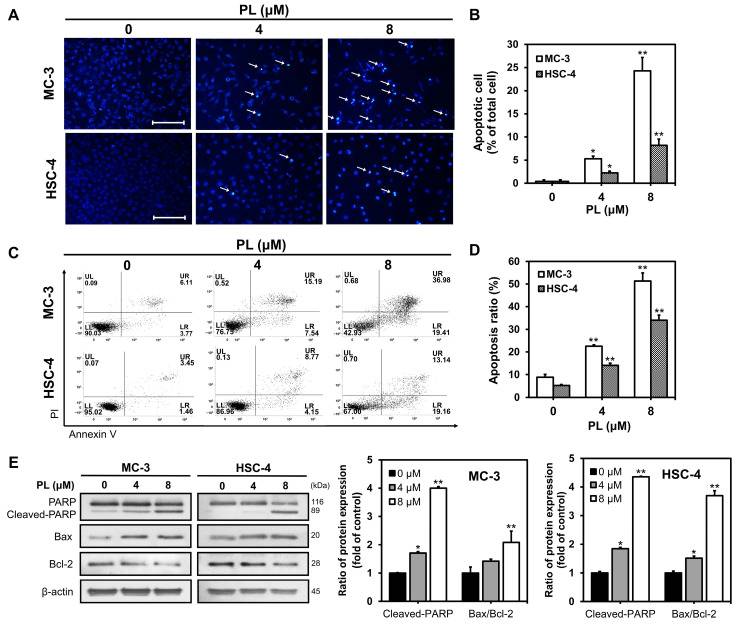 A
PL (μM)
0 4 8
MC-3
HSC-4
B
Apoptotic cell
(% of total cell)
30
25
20
15
10
5
0
MC-3
HSC-4
* * ** **
0 4 8
PL (μM)
C
PL (μM)
0 4 8
MC-3
UL
0.09
UR
6.11
LL
90.03
LR
3.77
UL
0.52
UR
15.19
LL
76.75
LR
7.54
UL
0.68
UR
36.98
LL
42.93
LR
19.41
HSC-4
UL
0.07
UR
3.45
LL
95.02
LR
1.46
UL
0.13
UR
8.77
LL
86.96
LR
4.15
UL
0.70
UR
13.14
LL
67.00
LR
19.16
PI
Annexin V
D
Apoptosis ratio (%)
60
50
40
30
20
10
0
MC-3
HSC-4
** ** ** **
0 4 8
PL (μM)
E
MC-3 HSC-4
PL (μM) 0 4 8 0 4 8 (kDa)
PARP 116
Cleaved-PARP 89
Bax 20
Bcl-2 28
β-actin 45
Ratio of protein expression
(fold of control)
5
4
3
2
1
0
0 μM
4 μM
8 μM
MC-3
* ** **
Cleaved-PARP Bax/Bcl-2
Ratio of protein expression
(fold of control)
5
4
3
2
1
0
0 μM
4 μM
8 μM
HSC-4
* ** * **
Cleaved-PARP Bax/Bcl-2